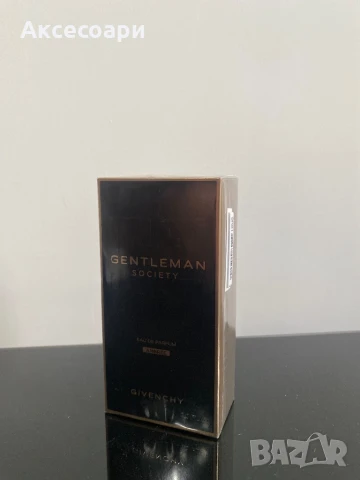 Аксесоари
GENTLEMAN
SOCIETY
EAU DE PARFUM
GIVENCHY
BAZAR